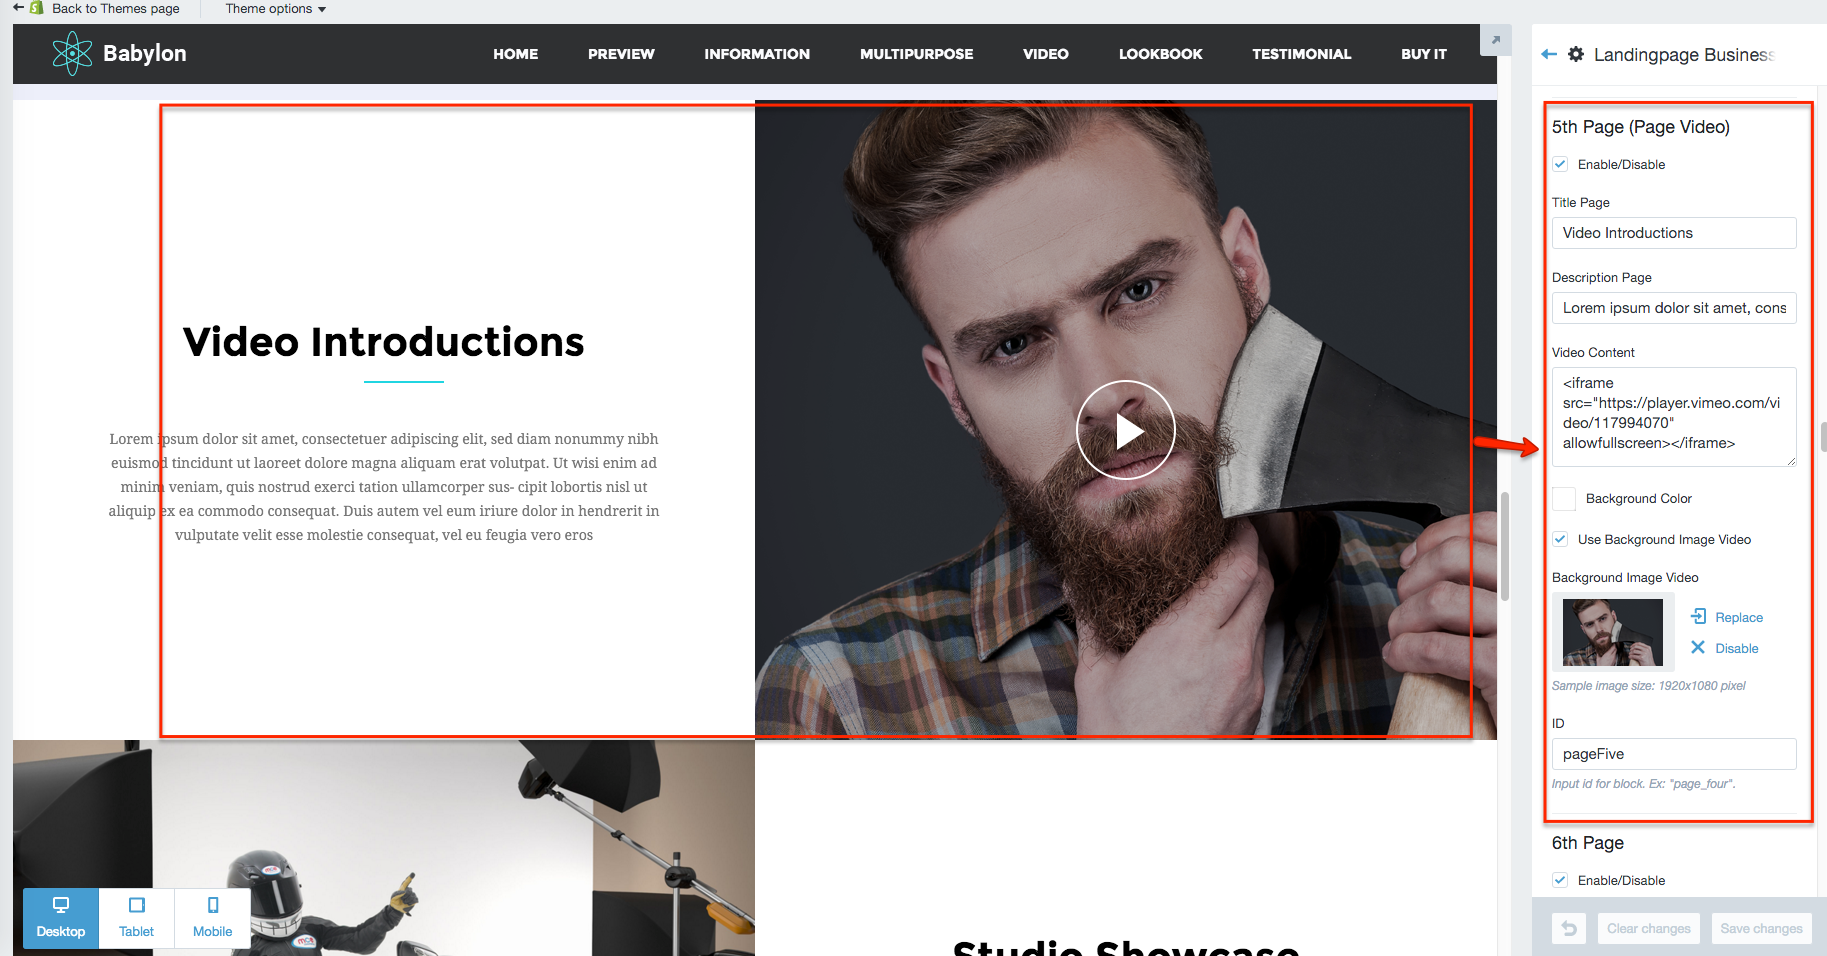 Back to Themes page
Theme options
Babylon
HOME
PREVIEW
INFORMATION
MULTIPURPOSE
VIDEO
LOOKBOOK
TESTIMONIAL
BUY IT
Video Introductions
Lorem ipsum dolor sit amet, consectetuer adipiscing elit, sed diam nonummy nibh
euismod tincidunt ut laoreet dolore magna aliquam erat volutpat. Ut wisi enim ad
minim veniam, quis nostrud exerci tation ullamcorper sus- cipit lobortis nisl ut
aliquip ex ea commodo consequat. Duis autem vel eum iriure dolor in hendrerit in
vulputate velit esse molestie consequat, vel eu feugia vero eros
Studio Showcase
Desktop
Tablet
Mobile
Landingpage Business
5th Page (Page Video)
Enable/Disable
Title Page
Video Introductions
Description Page
Lorem ipsum dolor sit amet, cons
Video Content
<iframe
src="https://player.vimeo.com/vi
deo/117994070"
allowfullscreen></iframe>
Background Color
Use Background Image Video
Background Image Video
Replace
Disable
Sample image size: 1920x1080 pixel
ID
pageFive
Input id for block. Ex: "page_four".
6th Page
Enable/Disable
Clear changes
Save changes